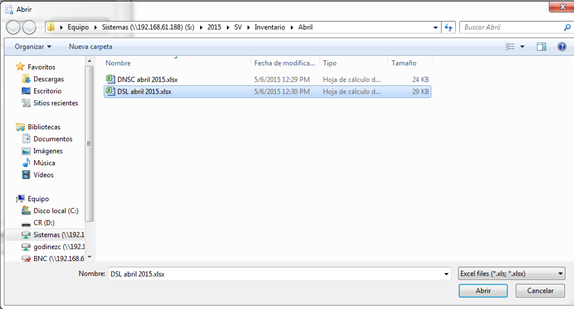 Abrir
Equipo ▸ Sistemas (\\192.168.61.188) (S:) ▸ 2015 ▸ SV ▸ Inventario ▸ Abril
Buscar Abril
Organizar
Nueva carpeta
Favoritos
Descargas
Escritorio
Sitios recientes
Bibliotecas
Documentos
Imágenes
Música
Vídeos
Equipo
Disco local (C:)
CR (D:)
Sistemas (\\192.1
godinezc (\\192.16
BNC (\\192.168.6
Nombre Fecha de modifica... Tipo Tamaño
DNSC abril 2015.xlsx 5/6/2015 12:29 PM Hoja de cálculo d... 24 KB
DSL abril 2015.xlsx 5/6/2015 12:30 PM Hoja de cálculo d... 29 KB
Nombre: DSL abril 2015.xlsx
Excel files (*.xls; *.xlsx)
Abrir
Cancelar